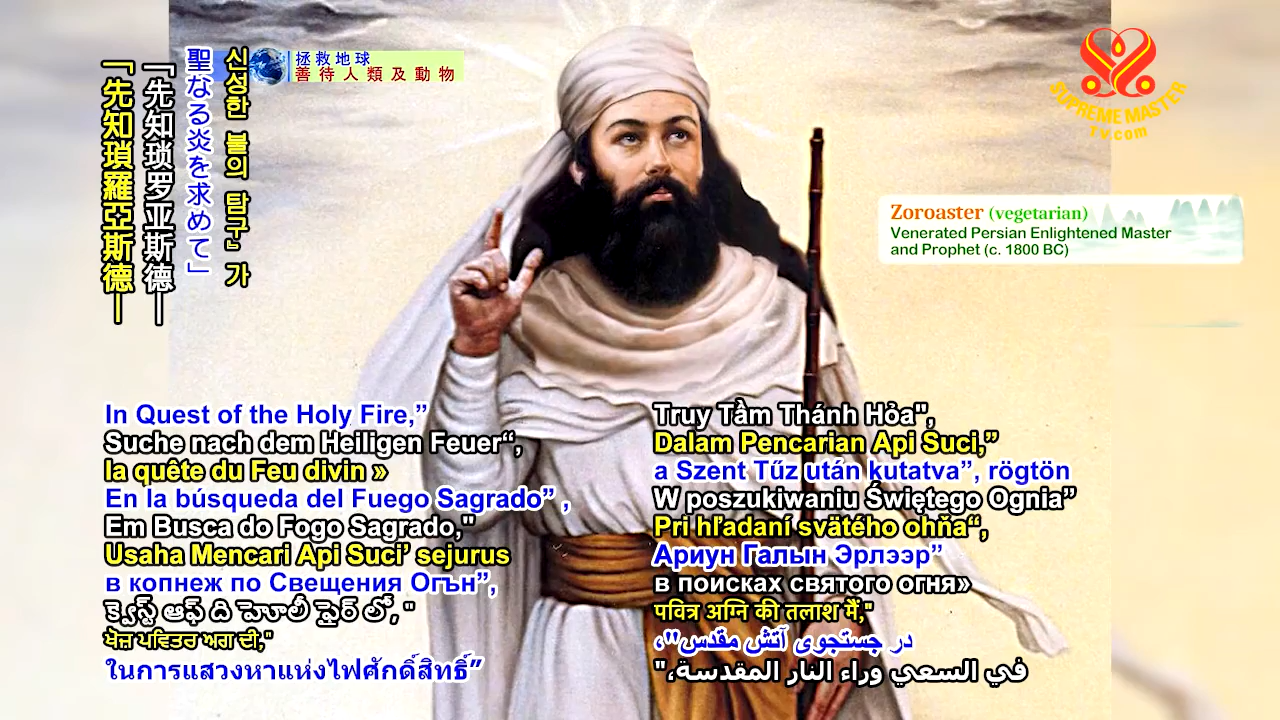 신성한 불의 탐구』가
聖なる炎を求めて」
「先知琐罗亚斯德—
「先知瑣羅亞斯德—
拯救地球
善待人類及動物
SUPREME MASTER
TV.com
Zoroaster (vegetarian)
Venerated Persian Enlightened Master
and Prophet (c. 1800 BC)
In Quest of the Holy Fire,”
Suche nach dem Heiligen Feuer“,
la quête du Feu divin »
En la búsqueda del Fuego Sagrado” ,
Em Busca do Fogo Sagrado,"
Usaha Mencari Api Suci’ sejurus
в копнеж по Свещения Огън”,
క్వెస్ట్ ఆఫ్ ది హెూలీ ఫైర్ లో,"
ਖੋਜ਼ ਪਵਿਤਰ ਅਗ ਦੀ,"
ในการแสวงหาแห่งไฟศักดิ์สิทธิ์”
Truy Tầm Thánh Hỏa",
Dalam Pencarian Api Suci,”
a Szent Tűz után kutatva”, rögtön
W poszukiwaniu Świętego Ognia”
Pri hľadaní svätého ohňa“,
Ариун Галын Эрлээр”
в поисках святого огня»
पवित्र अग्नि की तलाश मैं,"
در جستجوی آتش مقدس"،
في السعي وراء النار المقدسة،"